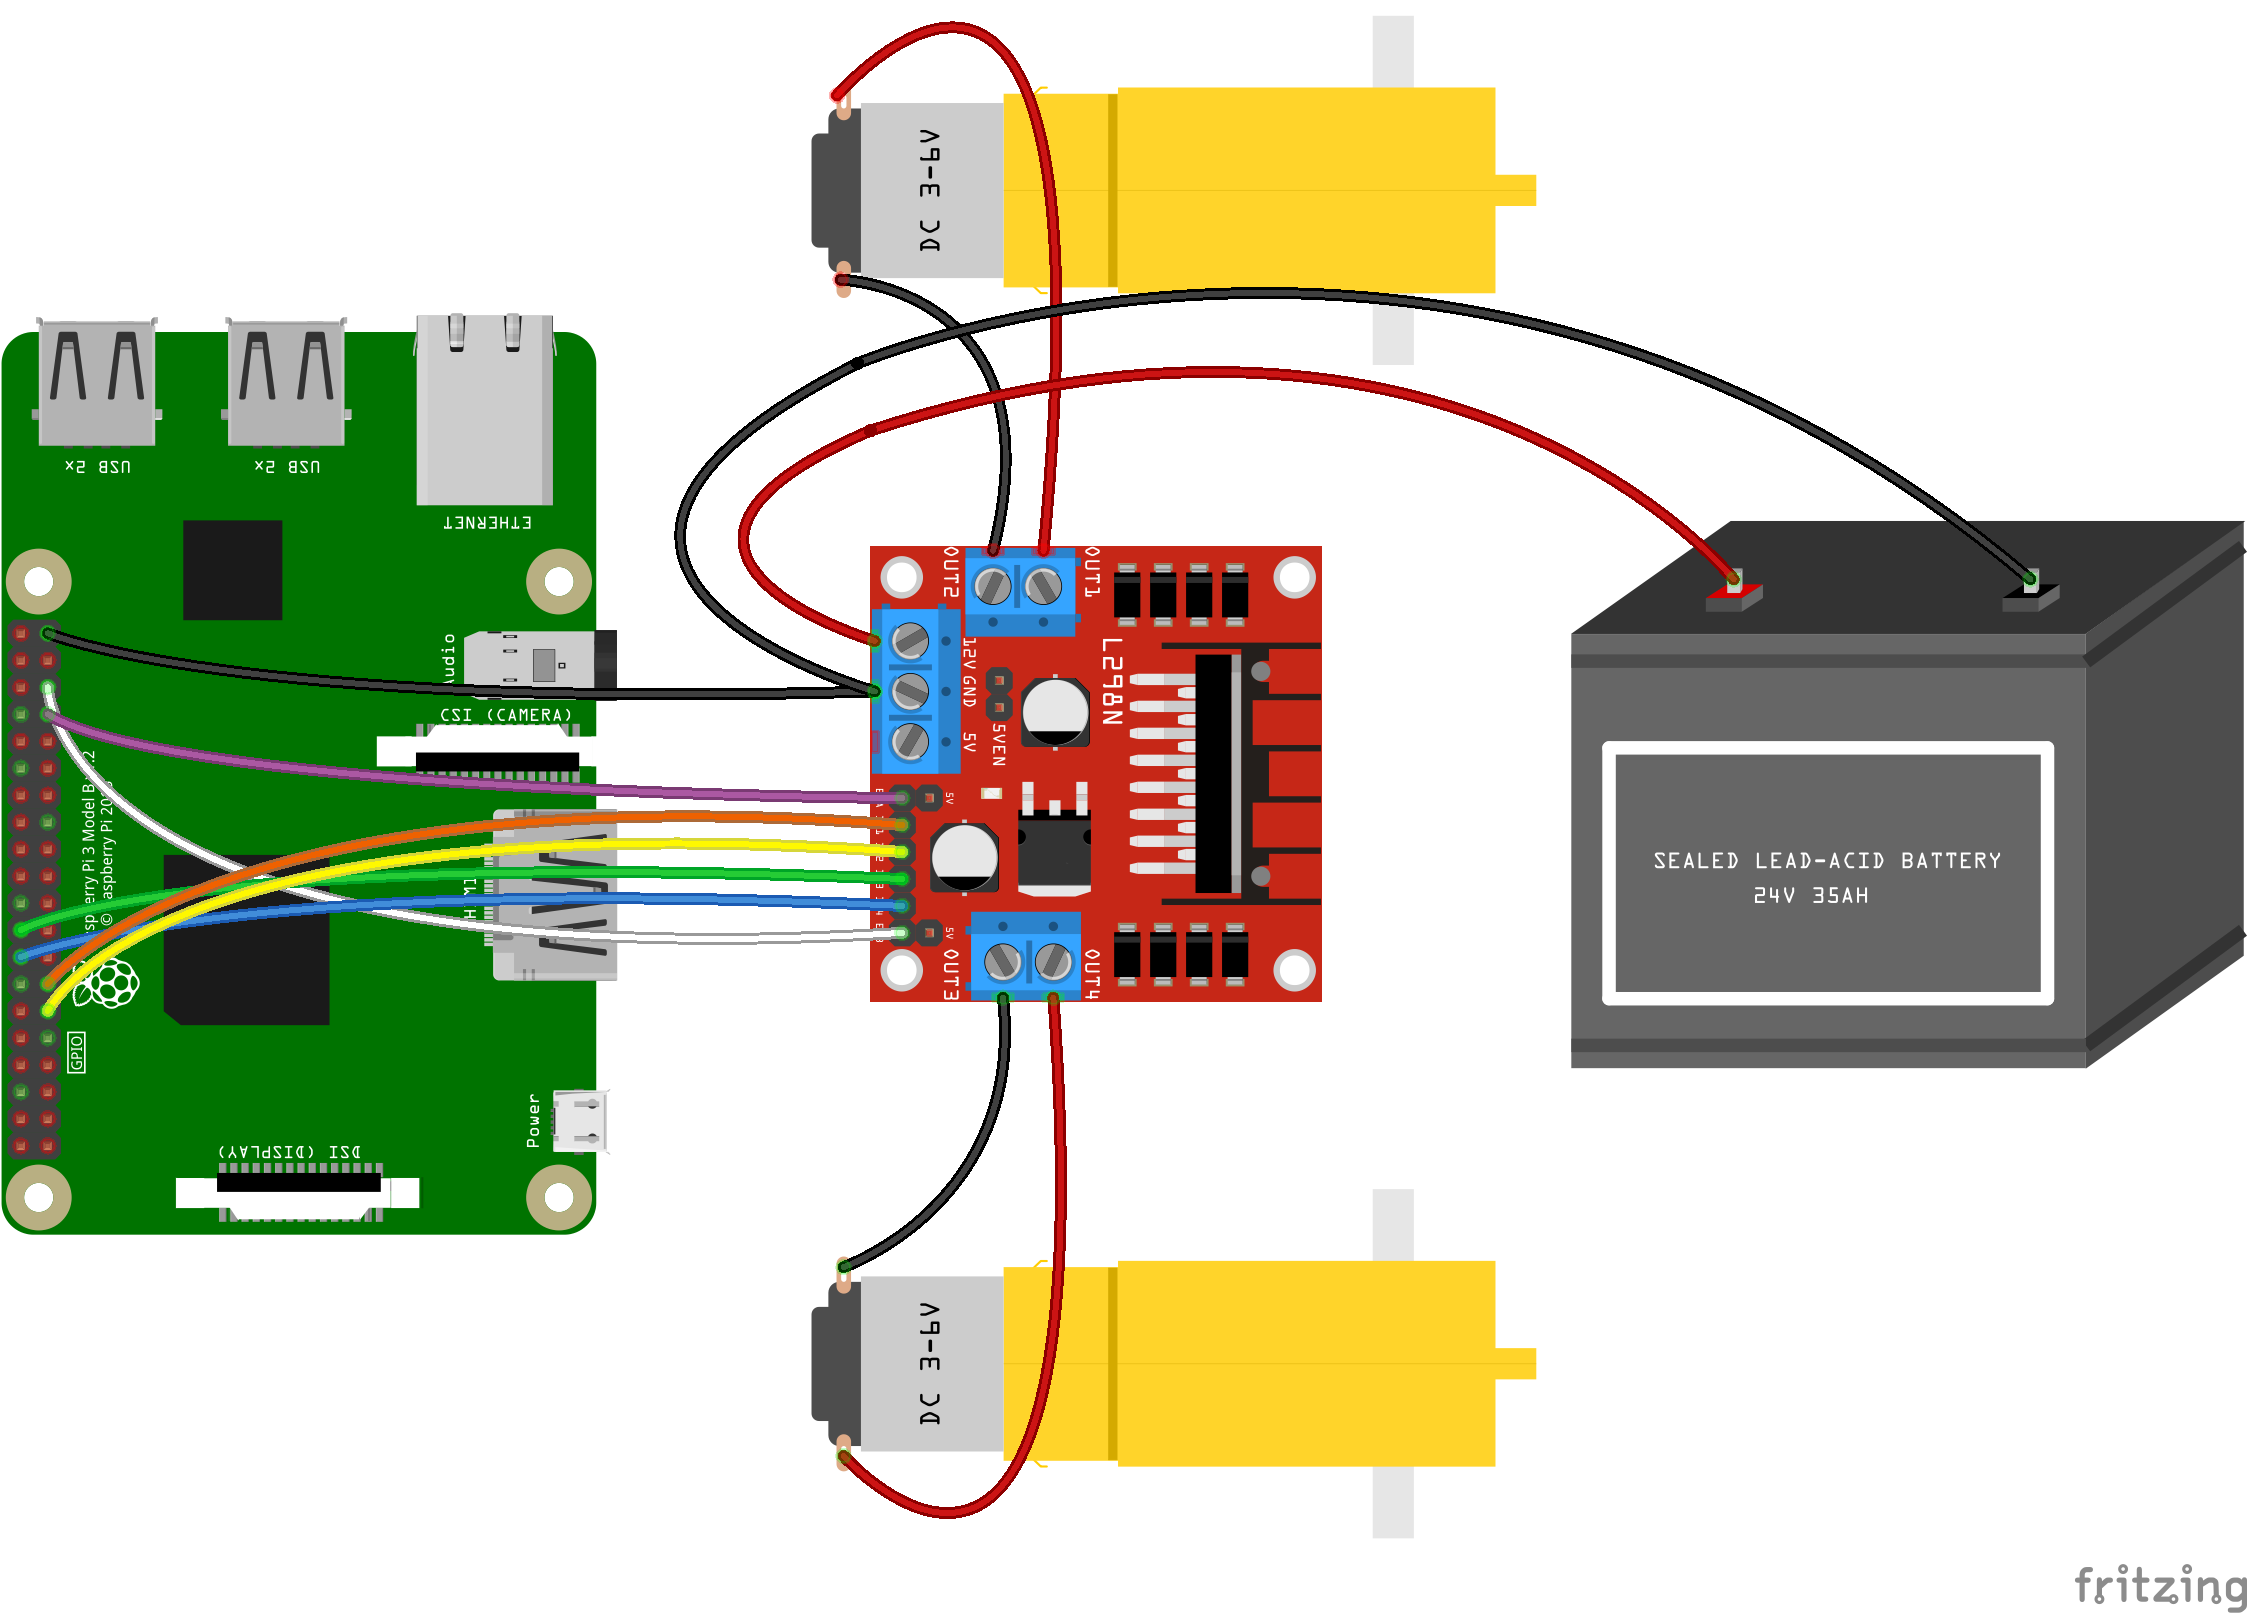 DC 3-6V
USB 2x
USB 2x
ETHERNET
Audio
CSI (CAMERA)
HDMI
Raspberry Pi 3 Model B v1.2
© Raspberry Pi 2015
GPIO
Power
DSI (DISPLAY)
OUT2
OUT1
12V
GND
5V
5VEN
L298N
5V
5V
OUT3
OUT4
SEALED LEAD-ACID BATTERY
24V 35AH
DC 3-6V
fritzing